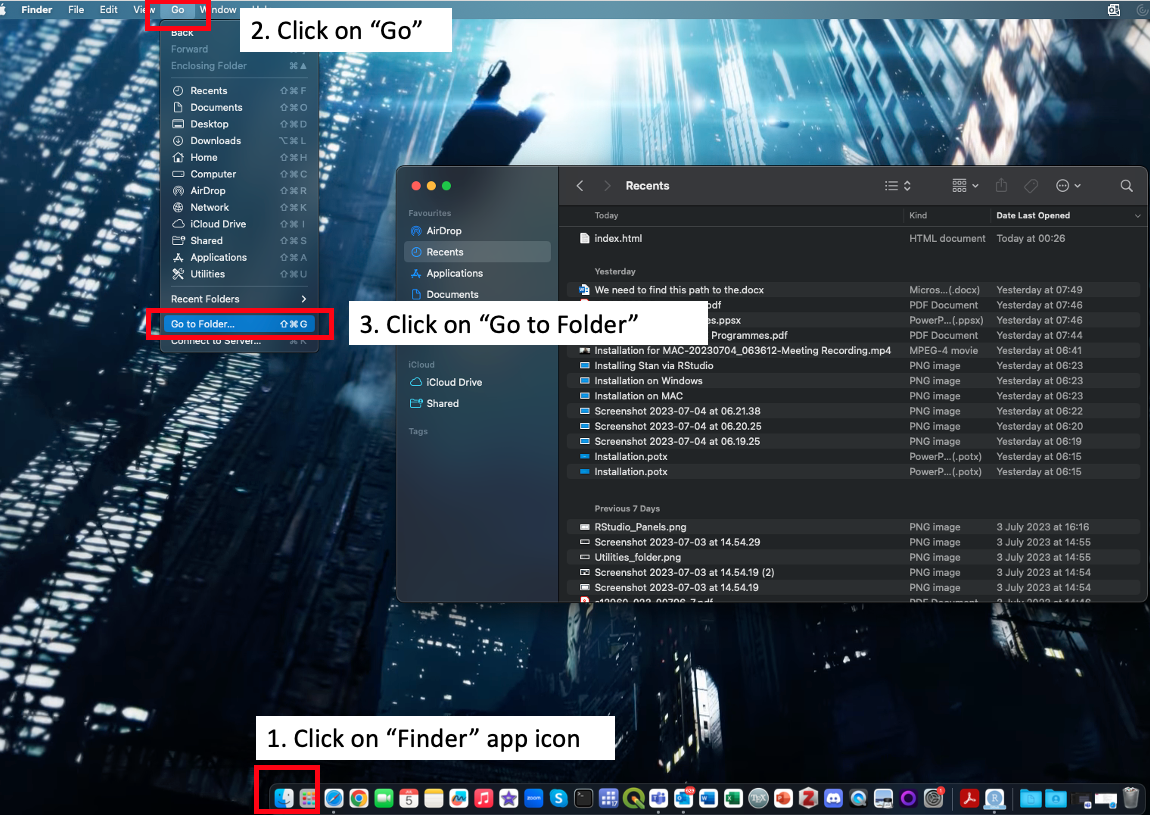 Finder File Edit View Go Window
2. Click on “Go”
Back
Forward
Enclosing Folder ⌘▲
Recents ⇧⌘F
Documents ⇧⌘O
Desktop ⇧⌘D
Downloads ⌥⌘L
Home ⇧⌘H
Computer ⇧⌘C
AirDrop ⇧⌘R
Network ⇧⌘K
iCloud Drive ⇧⌘I
Shared ⇧⌘S
Applications ⇧⌘A
Utilities ⇧⌘U
Recent Folders
Go to Folder... ⇧⌘G
Connect to Server... ⌘K
3. Click on “Go to Folder”
Favourites
AirDrop
Recents
Applications
Documents
iCloud
iCloud Drive
Shared
Tags
Recents
Today Kind Date Last Opened
index.html HTML document Today at 00:26
Yesterday
We need to find this path to the.docx Micros...(.docx) Yesterday at 07:49
pdf PDF Document Yesterday at 07:46
es.ppsx PowerP...(.ppsx) Yesterday at 07:46
Programmes.pdf PDF Document Yesterday at 07:44
Installation for MAC-20230704_063612-Meeting Recording.mp4 MPEG-4 movie Yesterday at 06:41
Installing Stan via RStudio PNG image Yesterday at 06:23
Installation on Windows PNG image Yesterday at 06:23
Installation on MAC PNG image Yesterday at 06:23
Screenshot 2023-07-04 at 06.21.38 PNG image Yesterday at 06:22
Screenshot 2023-07-04 at 06.20.25 PNG image Yesterday at 06:20
Screenshot 2023-07-04 at 06.19.25 PNG image Yesterday at 06:19
Installation.potx PowerP...(.potx) Yesterday at 06:15
Installation.potx PowerP...(.potx) Yesterday at 06:15
Previous 7 Days
RStudio_Panels.png PNG image 3 July 2023 at 16:16
Screenshot 2023-07-03 at 14.54.29 PNG image 3 July 2023 at 14:55
Utilities_folder.png PNG image 3 July 2023 at 14:55
Screenshot 2023-07-03 at 14.54.19 (2) PNG image 3 July 2023 at 14:54
Screenshot 2023-07-03 at 14.54.19 PNG image 3 July 2023 at 14:54
PDF Document 3 July 2023 at 14:46
1. Click on “Finder” app icon
5
zoom